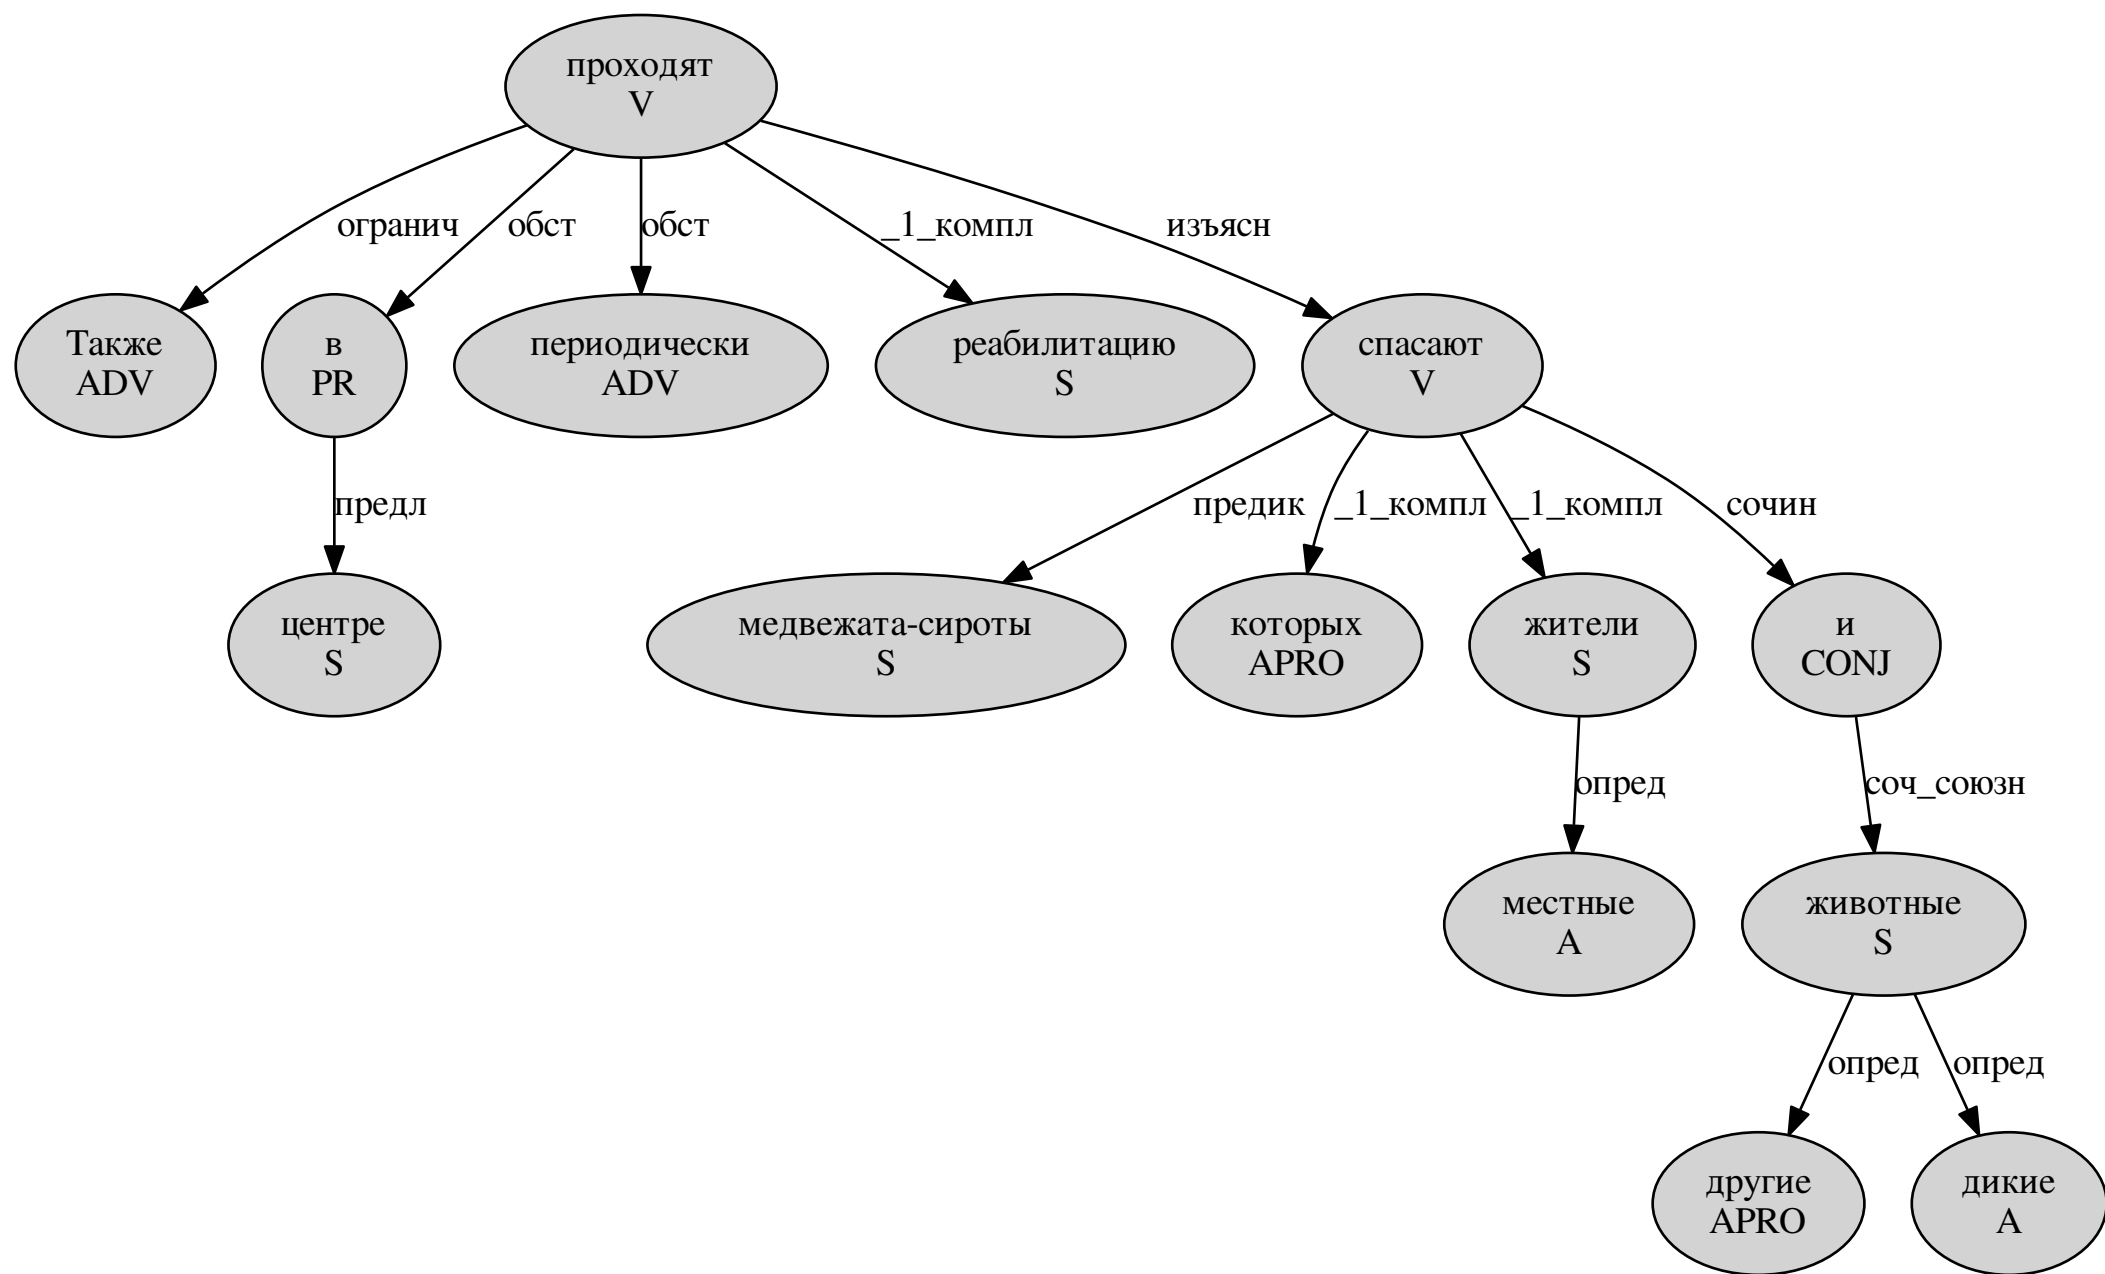 проходят
V
огранич
обст
обст
_1_компл
изъясн
Также
ADV
в
PR
периодически
ADV
реабилитацию
S
спасают
V
предл
предик
_1_компл
_1_компл
сочин
центре
S
медвежата-сироты
S
которых
APRO
жители
S
и
CONJ
опред
соч_союзн
местные
A
животные
S
опред
опред
другие
APRO
дикие
A